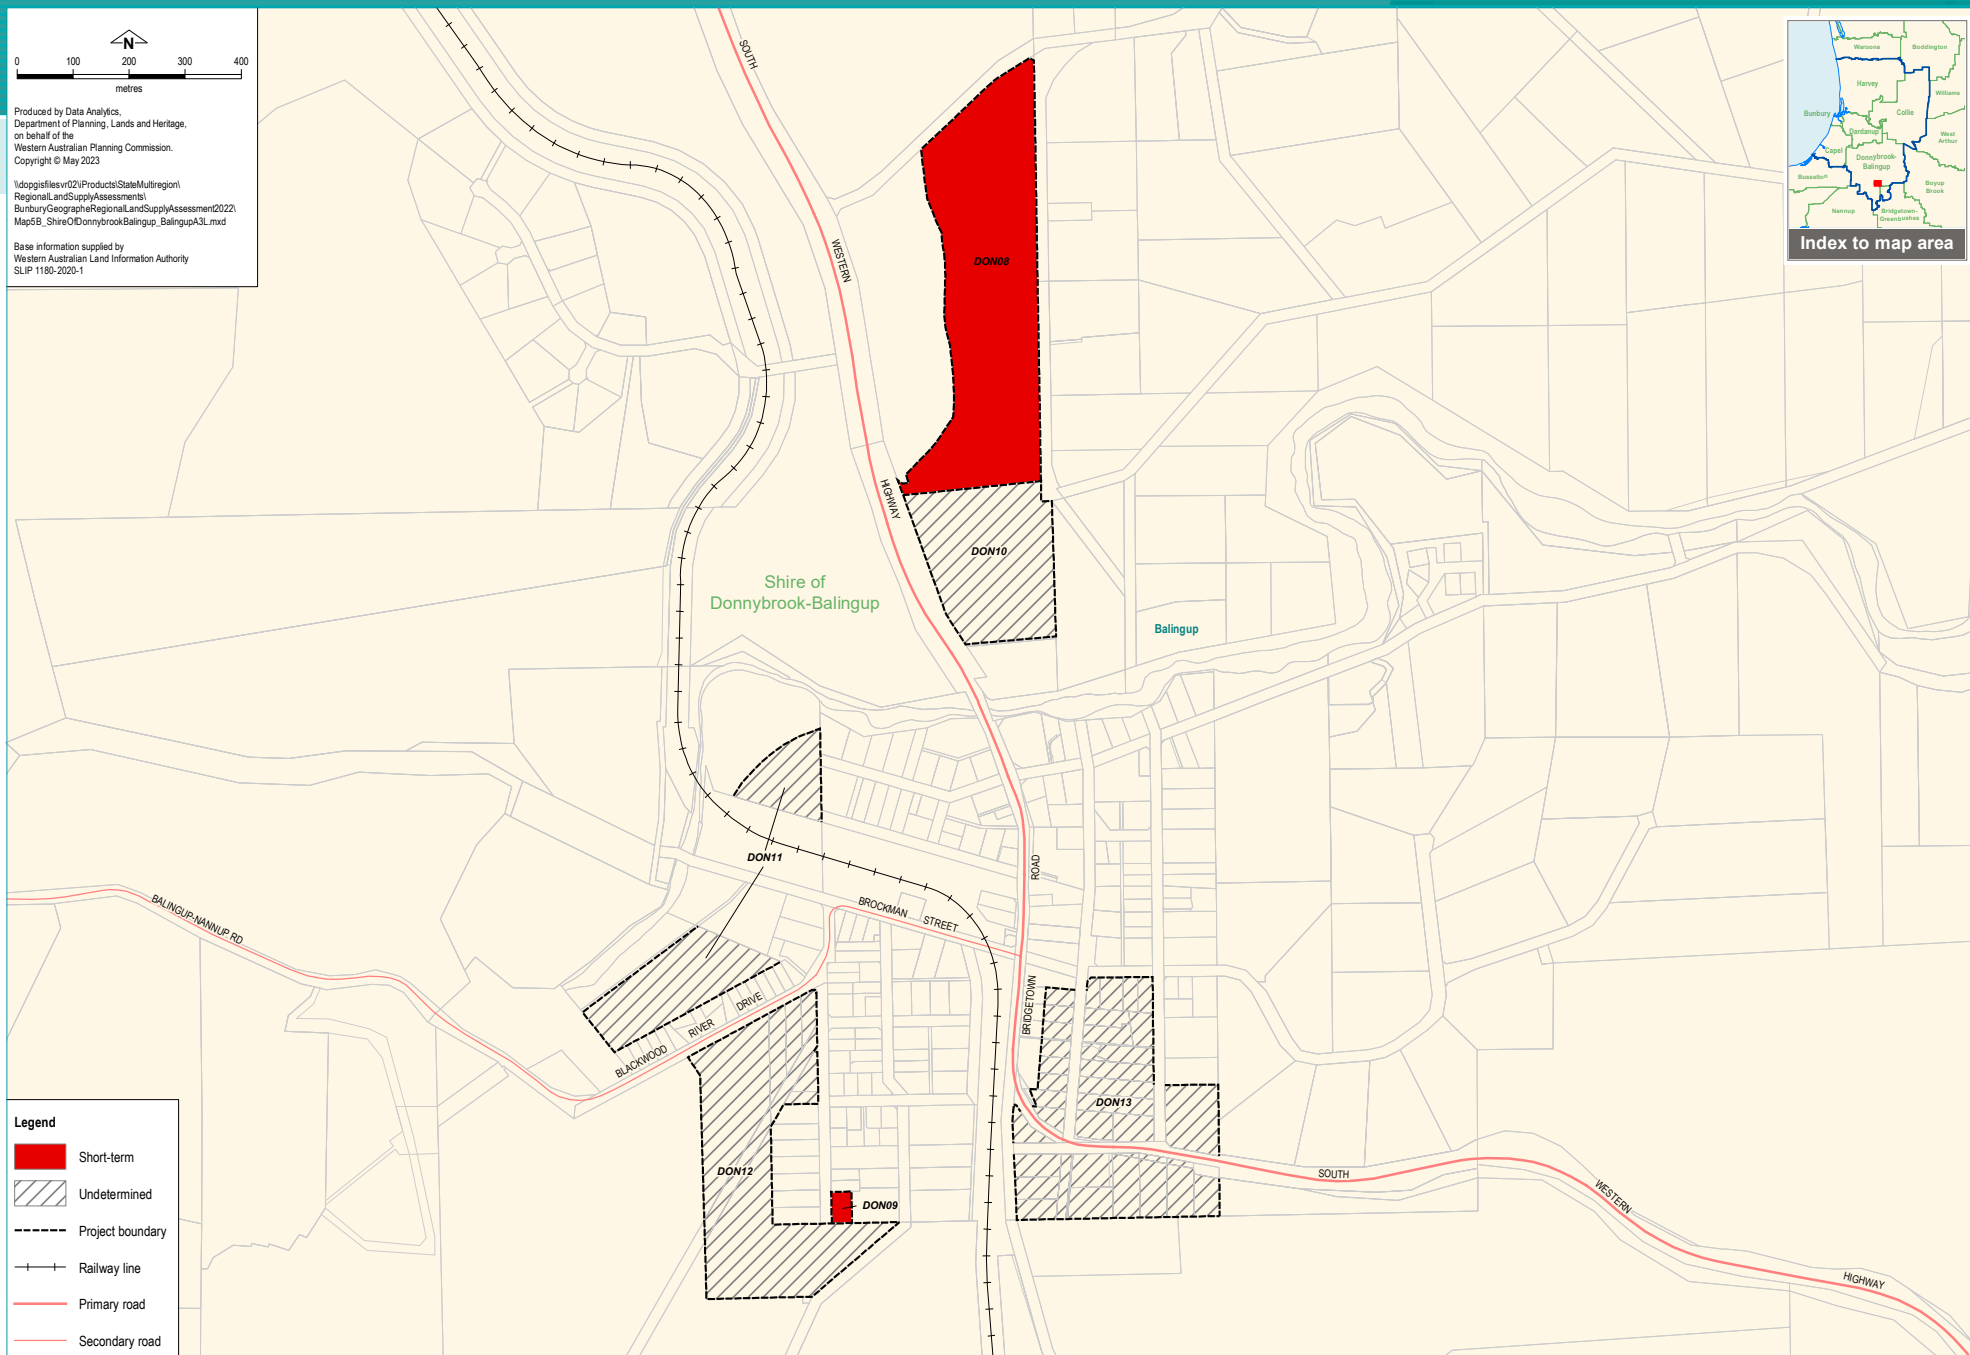 N
0 100 200 300 400
metres
Produced by Data Analytics,
Department of Planning, Lands and Heritage,
on behalf of the
Western Australian Planning Commission.
Copyright © May 2023
\\dopgisfilesvr02\iProducts\StateMultiregion\
RegionalLandSupplyAssessments\
BunburyGeographeRegionalLandSupplyAssessment2022\
Map5B_ShireOfDonnybrookBalingup_BalingupA3L.mxd
Base information supplied by
Western Australian Land Information Authority
SLIP 1180-2020-1
Waroona
Boddington
Harvey
Williams
Bunbury
Collie
Dardanup
West
Arthur
Capel
Donnybrook-
Balingup
Busselton
Boyup
Brook
Nannup
Bridgetown-
Greenbushes
Index to map area
SOUTH
WESTERN
HIGHWAY
DON08
DON10
Shire of
Donnybrook-Balingup
Balingup
DON11
ROAD
BROCKMAN STREET
BALINGUP-NANNUP RD
BLACKWOOD RIVER DRIVE
BRIDGETOWN
DON13
DON12
DON09
SOUTH
WESTERN
HIGHWAY
Legend
Short-term
Undetermined
Project boundary
Railway line
Primary road
Secondary road